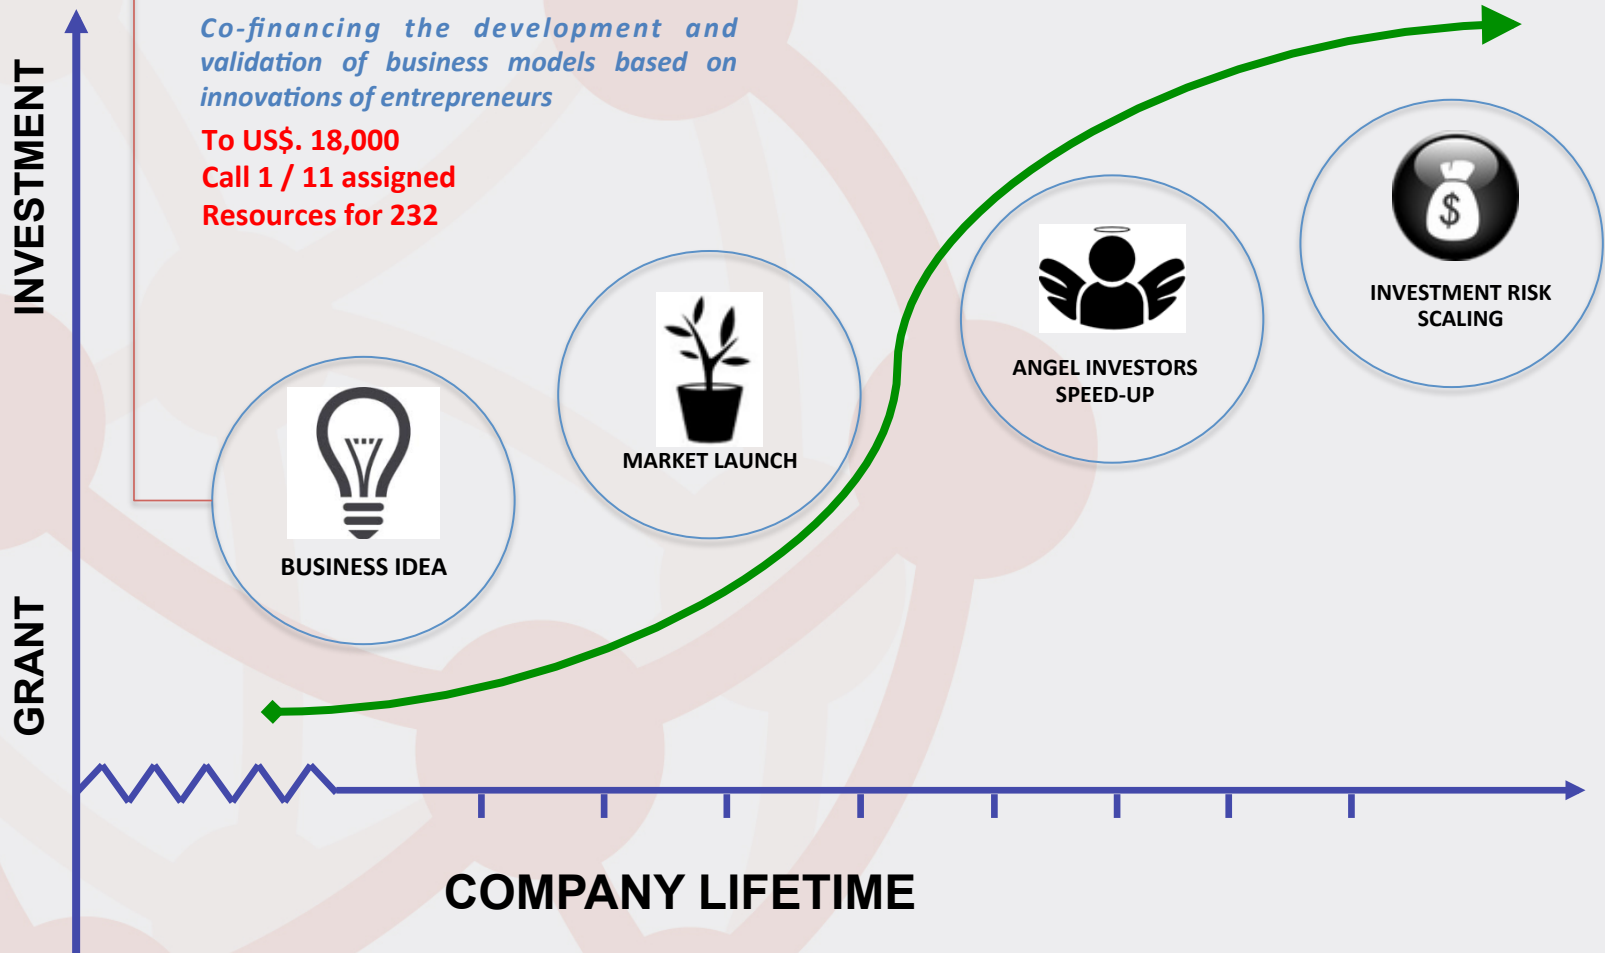 INVESTMENT
GRANT
Co-financing the development and
validation of business models based on
innovations of entrepreneurs
To US$. 18,000
Call 1 / 11 assigned
Resources for 232
BUSINESS IDEA
MARKET LAUNCH
ANGEL INVESTORS
SPEED-UP
$
INVESTMENT RISK
SCALING
COMPANY LIFETIME